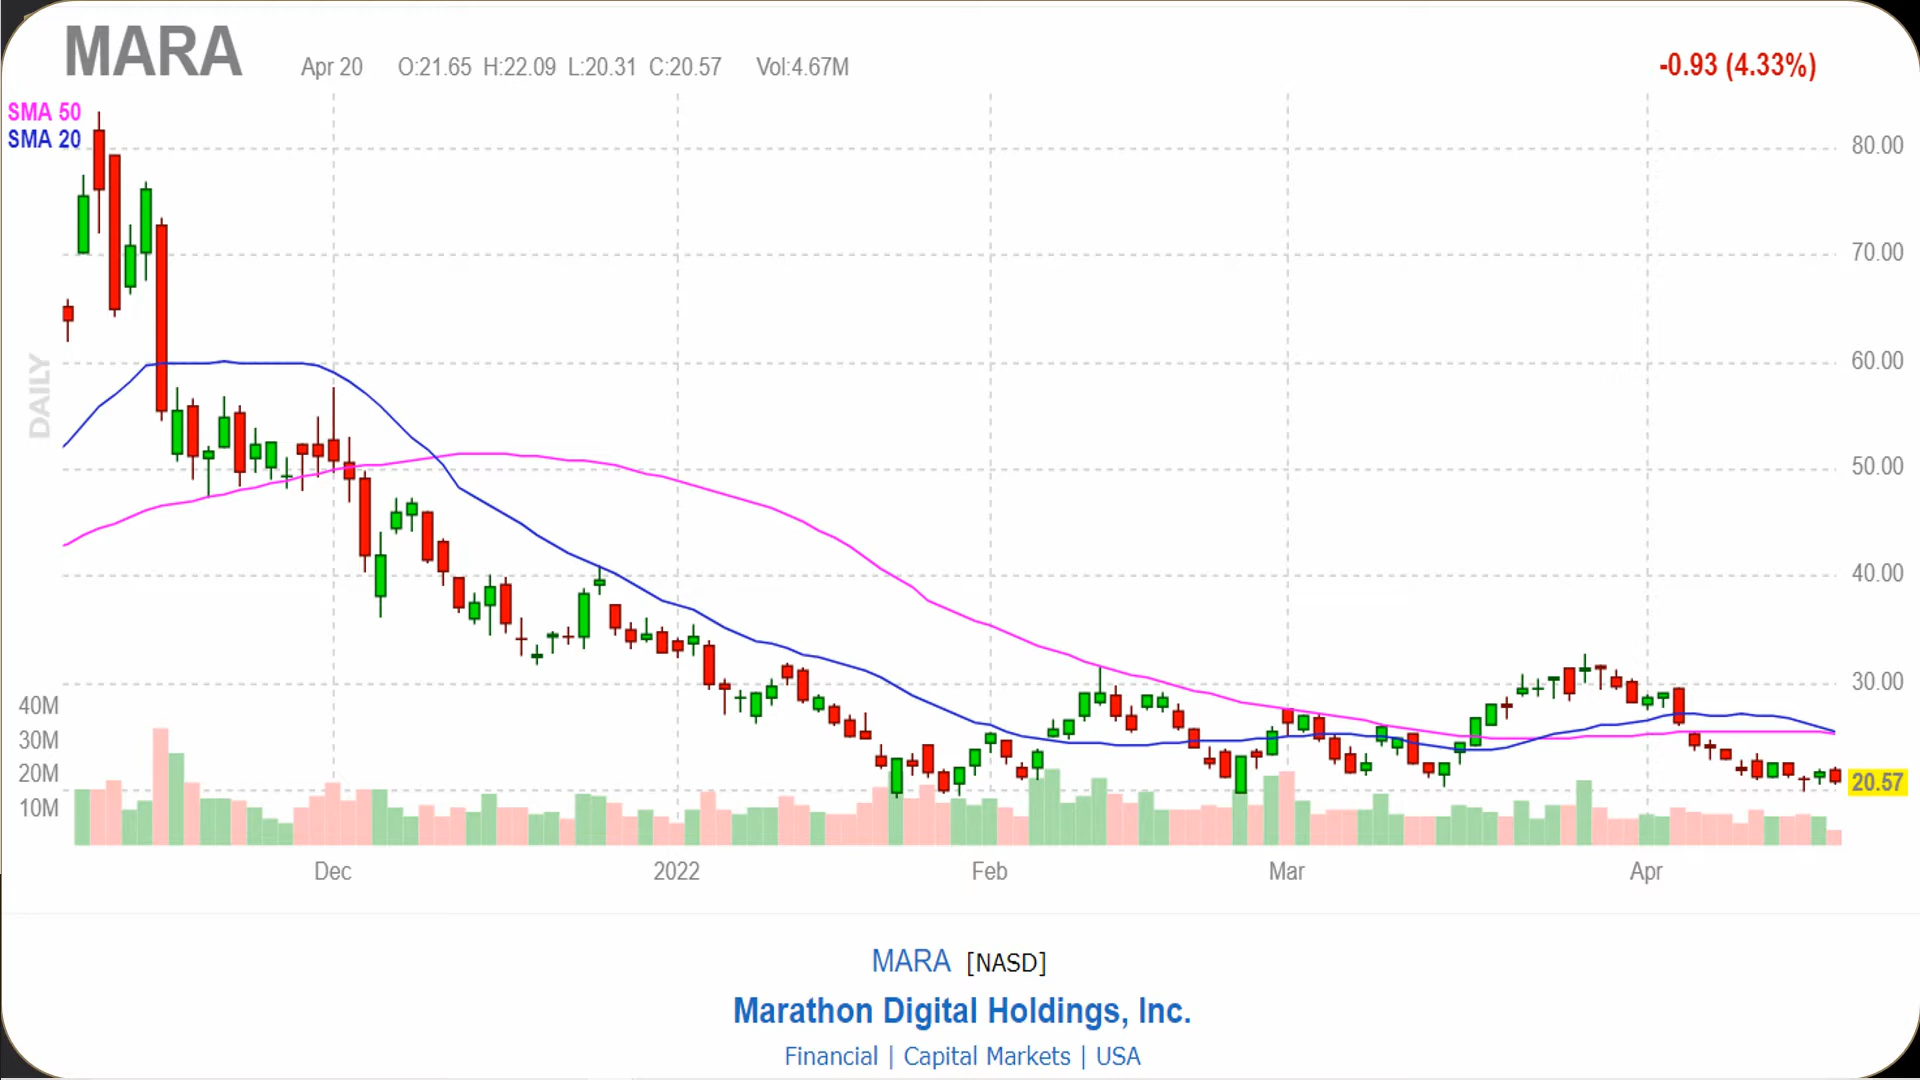 MARA Apr 20 O:21.65 H:22.09 L:20.31 C:20.57 Vol:4.67M -0.93 (4.33%)
SMA 50
SMA 20
80.00
70.00
60.00
DAILY
50.00
40.00
30.00
20.57
40M
30M
20M
10M
Dec 2022 Feb Mar Apr
MARA [NASD]
Marathon Digital Holdings, Inc.
Financial | Capital Markets | USA